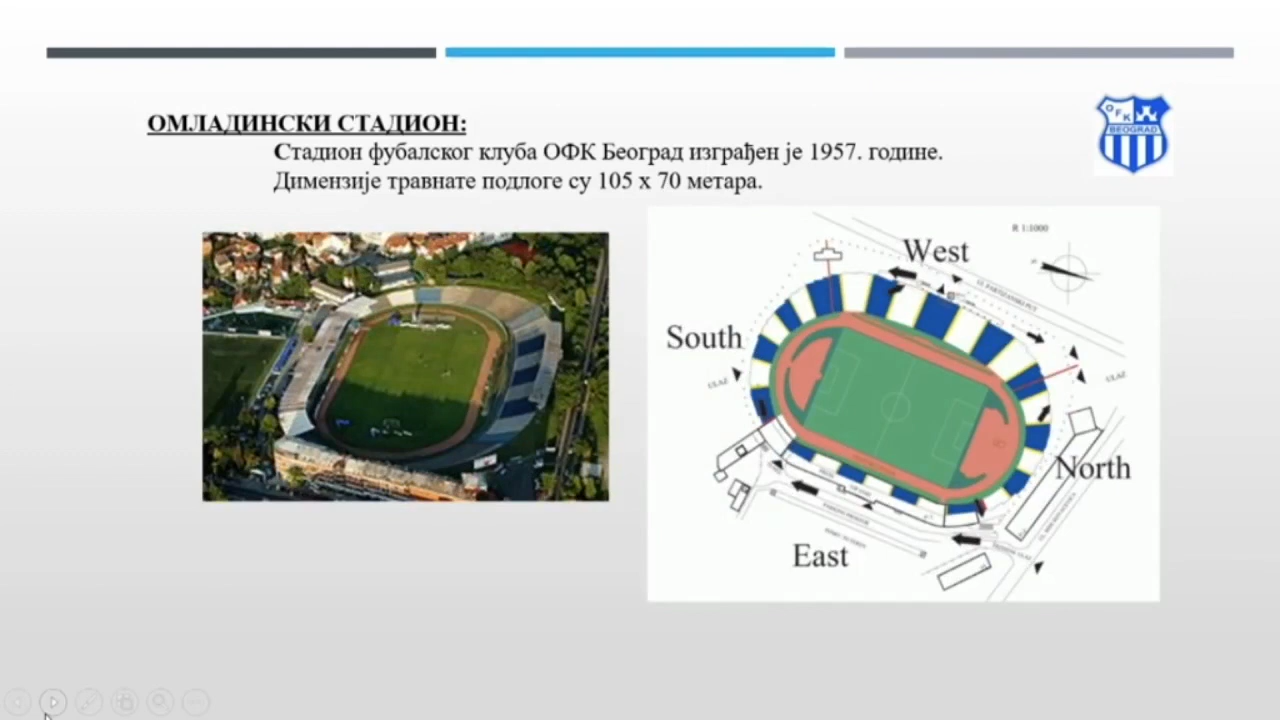 ОМЛАДИНСКИ СТАДИОН:
Стадион фубалског клуба ОФК Београд изграђен је 1957. године.
Димензије травнате подлоге су 105 x 70 метара.
OFK
BEOGRAD
R 1:1000
West
South
North
East
ULAZ
ULAZ